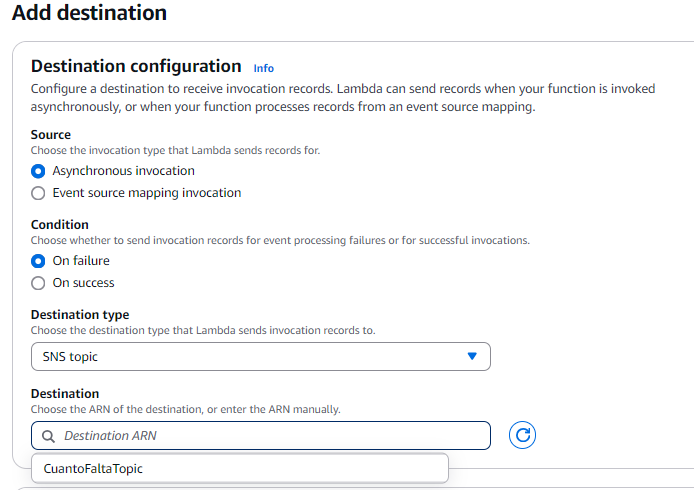 Add destination
Destination configuration Info
Configure a destination to receive invocation records. Lambda can send records when your function is invoked
asynchronously, or when your function processes records from an event source mapping.
Source
Choose the invocation type that Lambda sends records for.
Asynchronous invocation
Event source mapping invocation
Condition
Choose whether to send invocation records for event processing failures or for successful invocations.
On failure
On success
Destination type
Choose the destination type that Lambda sends invocation records to.
SNS topic
Destination
Choose the ARN of the destination, or enter the ARN manually.
Destination ARN
CuantoFaltaTopic